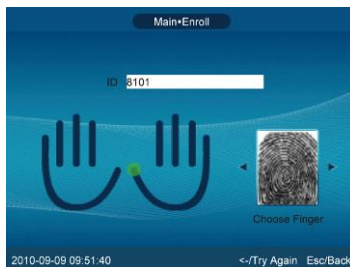 Main•Enroll
ID 8101
Choose Finger
2010-09-09 09:51:40 <-/Try Again Esc/Back